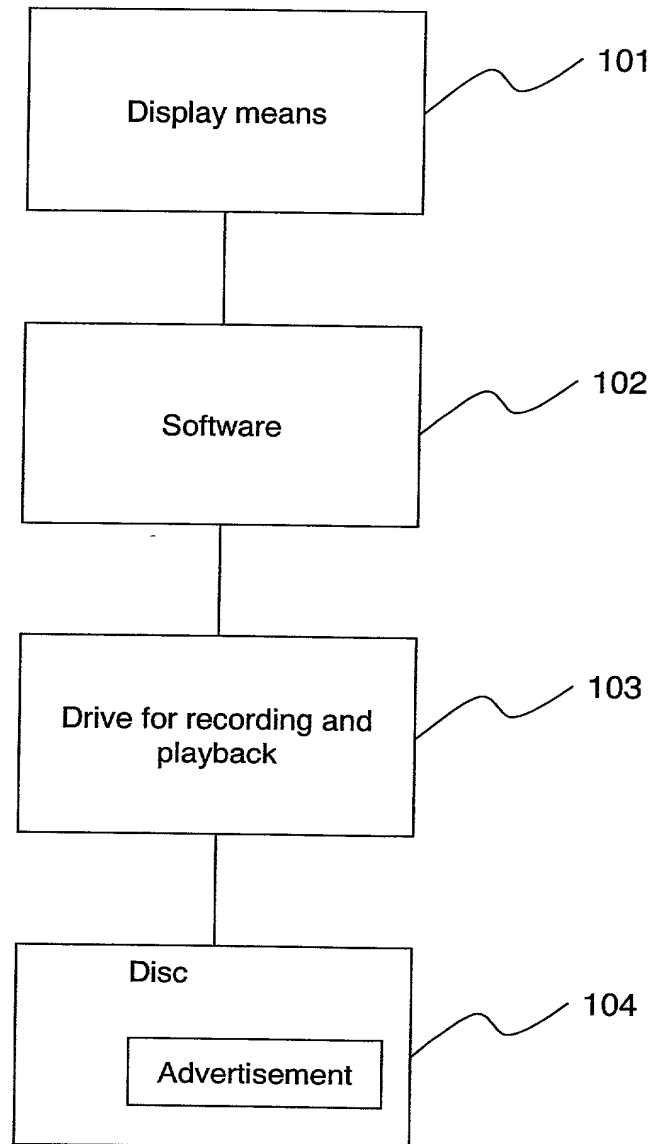 Display means
101
Software
102
Drive for recording and
playback
103
Disc
Advertisement
104